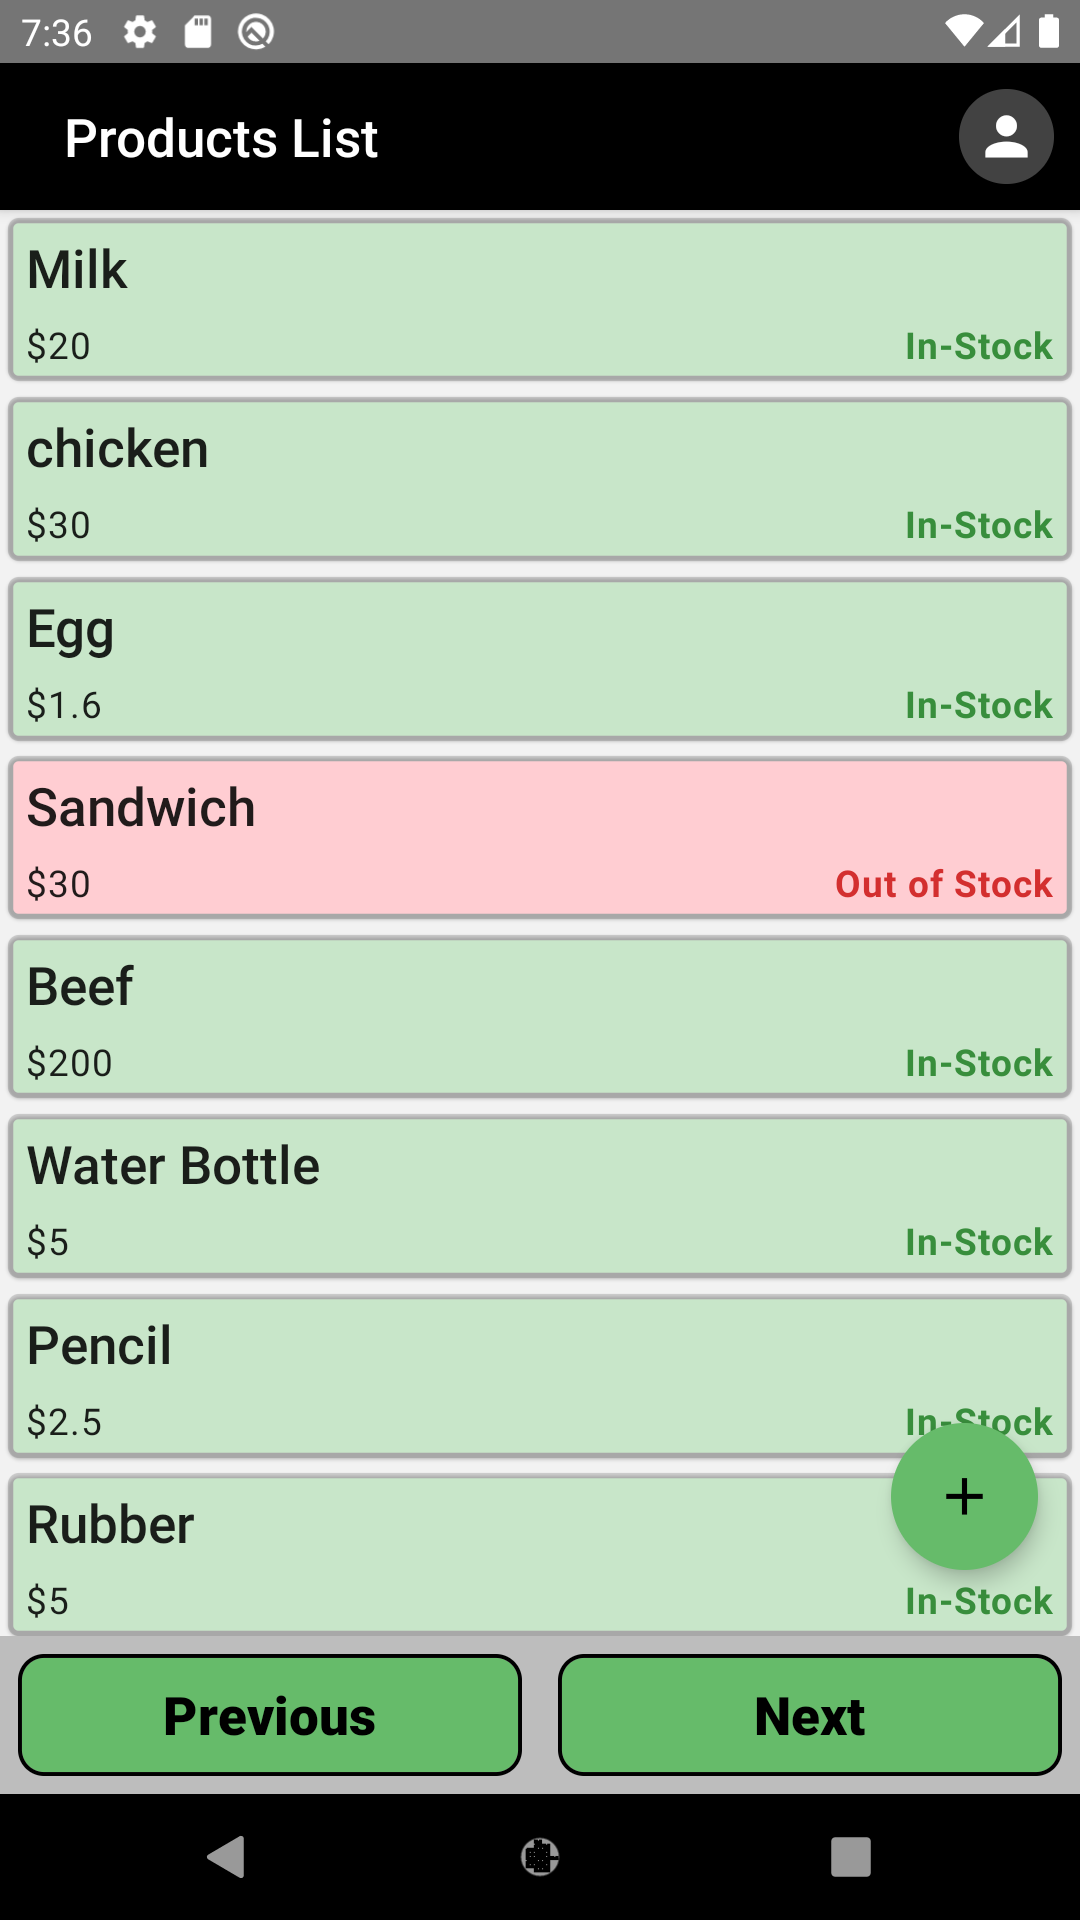 7:36
Products List
Milk
$20 In-Stock
chicken
$30 In-Stock
Egg
$1.6 In-Stock
Sandwich
$30 Out of Stock
Beef
$200 In-Stock
Water Bottle
$5 In-Stock
Pencil
$2.5 In-Stock
Rubber
$5 In-Stock
Previous Next